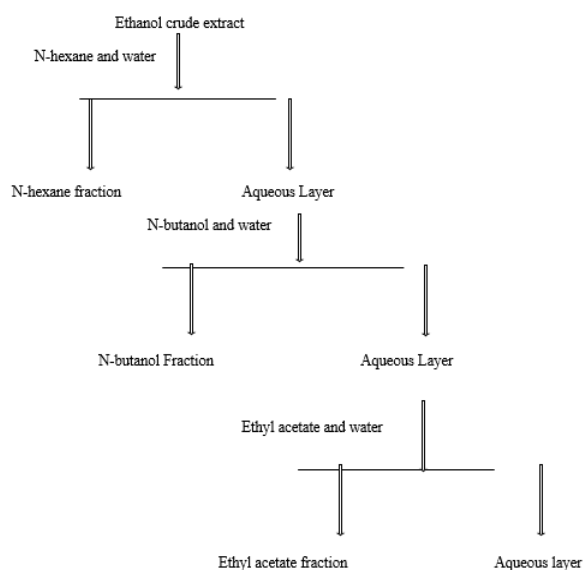 Ethanol crude extract
N-hexane and water
N-hexane fraction
Aqueous Layer
N-butanol and water
N-butanol Fraction
Aqueous Layer
Ethyl acetate and water
Ethyl acetate fraction
Aqueous layer